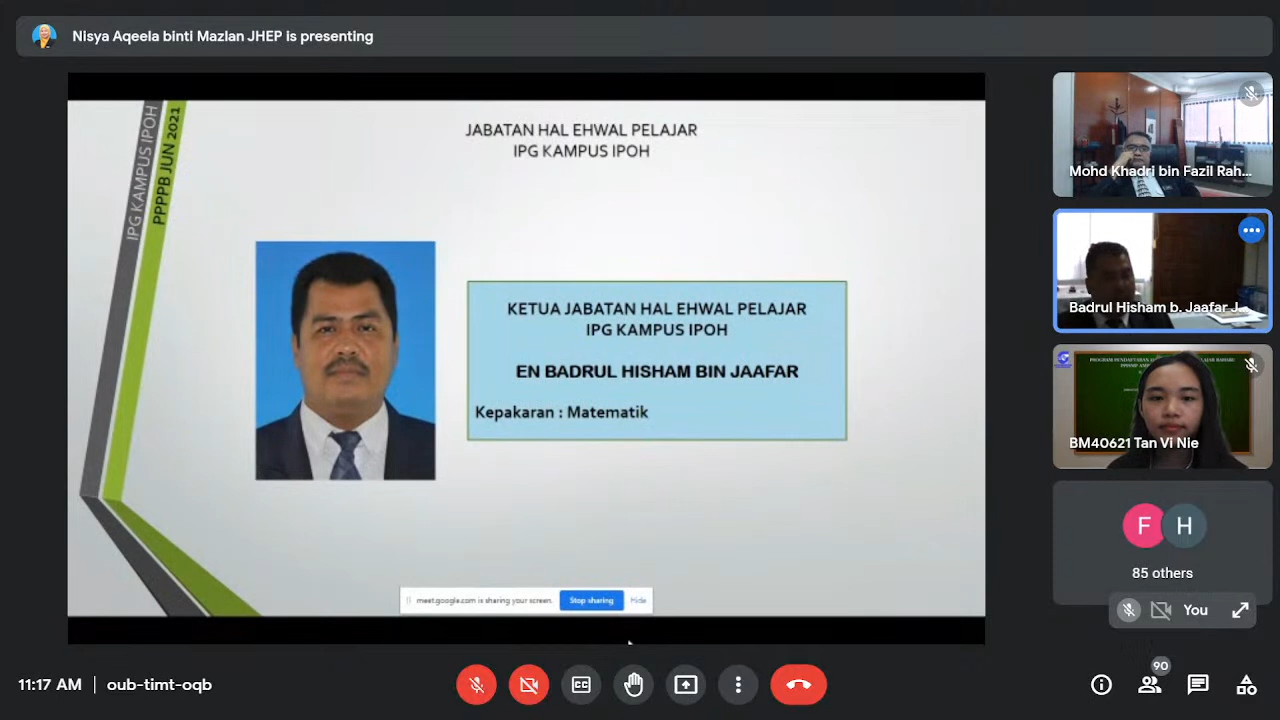 Nisya Aqeela binti Mazlan JHEP is presenting
IPG KAMPUS IPOH
PPPPB JUN 2021
JABATAN HAL EHWAL PELAJAR
IPG KAMPUS IPOH
KETUA JABATAN HAL EHWAL PELAJAR
IPG KAMPUS IPOH
EN BADRUL HISHAM BIN JAAFAR
Kepakaran : Matematik
meet.google.com is sharing your screen.
Stop sharing
Hide
Mohd Khadri bin Fazil Rah...
Badrul Hisham b. Jaafar J...
BM40621 Tan Vi Nie
F
H
85 others
You
11:17 AM | oub-timt-oqb
CC
90